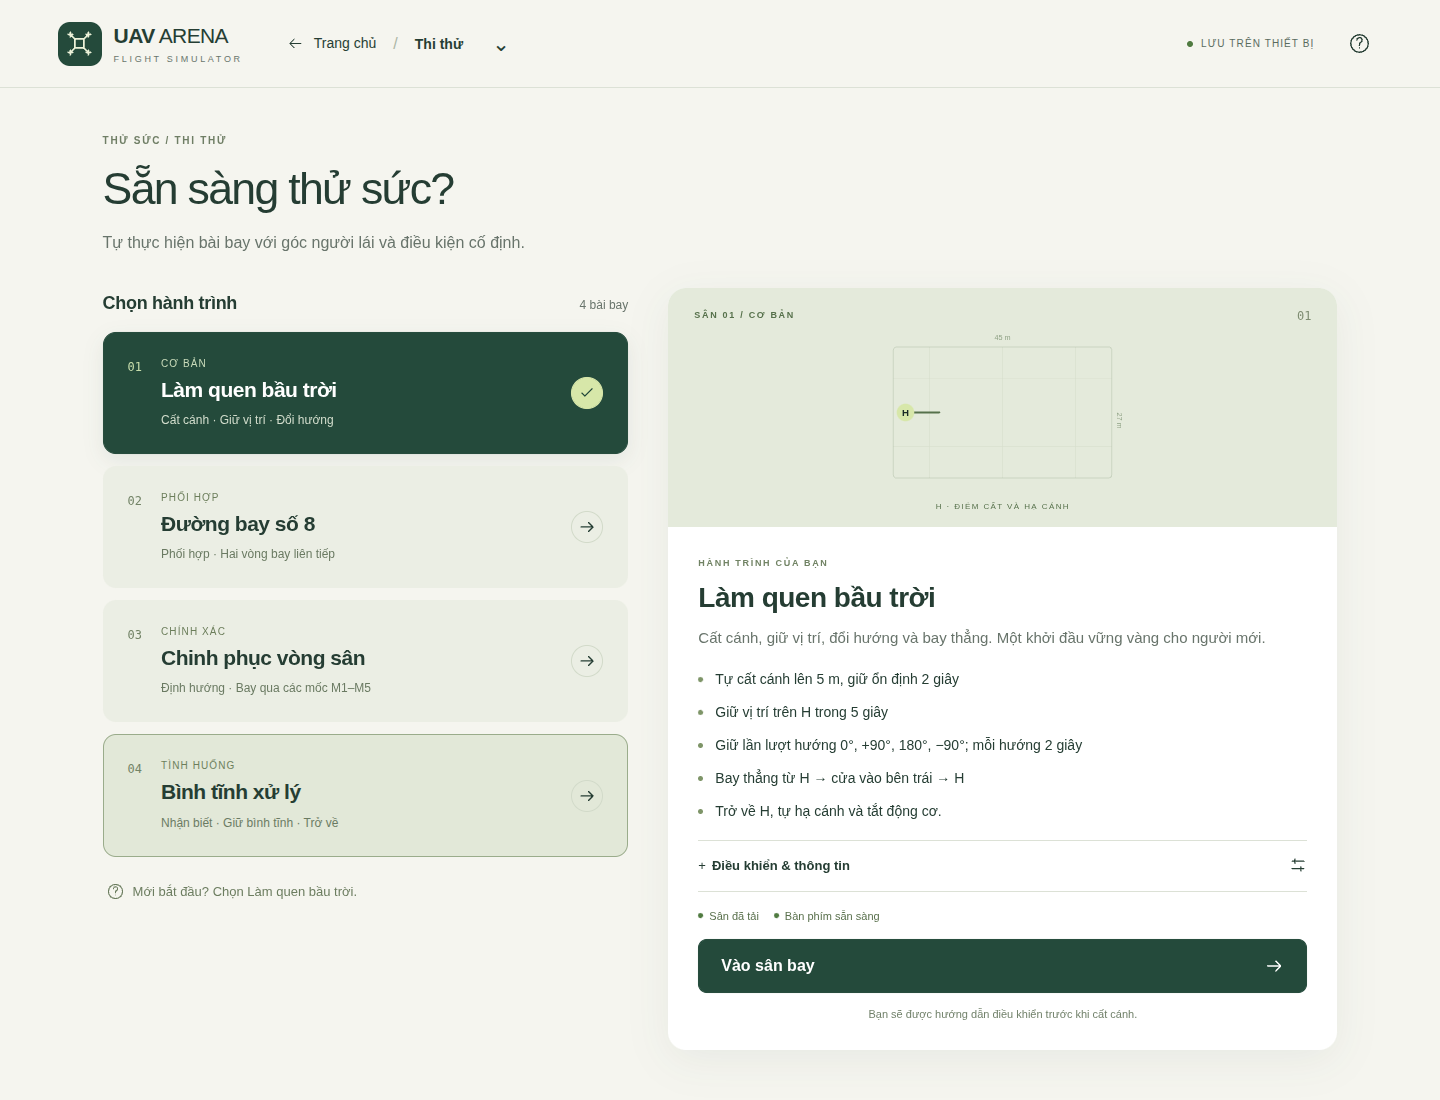 UAV ARENA
FLIGHT SIMULATOR
Trang chủ / Thi thử
LƯU TRÊN THIẾT BỊ
THỬ SỨC / THI THỬ
Sẵn sàng thử sức?
Tự thực hiện bài bay với góc người lái và điều kiện cố định.
Chọn hành trình
4 bài bay
01
CƠ BẢN
Làm quen bầu trời
Cất cánh · Giữ vị trí · Đổi hướng
02
PHỐI HỢP
Đường bay số 8
Phối hợp · Hai vòng bay liên tiếp
03
CHÍNH XÁC
Chinh phục vòng sân
Định hướng · Bay qua các mốc M1–M5
04
TÌNH HUỐNG
Bình tĩnh xử lý
Nhận biết · Giữ bình tĩnh · Trở về
Mới bắt đầu? Chọn Làm quen bầu trời.
SÂN 01 / CƠ BẢN
01
45 m
H
27 m
H · ĐIỂM CẤT VÀ HẠ CÁNH
HÀNH TRÌNH CỦA BẠN
Làm quen bầu trời
Cất cánh, giữ vị trí, đổi hướng và bay thẳng. Một khởi đầu vững vàng cho người mới.
Tự cất cánh lên 5 m, giữ ổn định 2 giây
Giữ vị trí trên H trong 5 giây
Giữ lần lượt hướng 0°, +90°, 180°, −90°; mỗi hướng 2 giây
Bay thẳng từ H → cửa vào bên trái → H
Trở về H, tự hạ cánh và tắt động cơ.
+ Điều khiển & thông tin
Sân đã tải
Bàn phím sẵn sàng
Vào sân bay
Bạn sẽ được hướng dẫn điều khiển trước khi cất cánh.